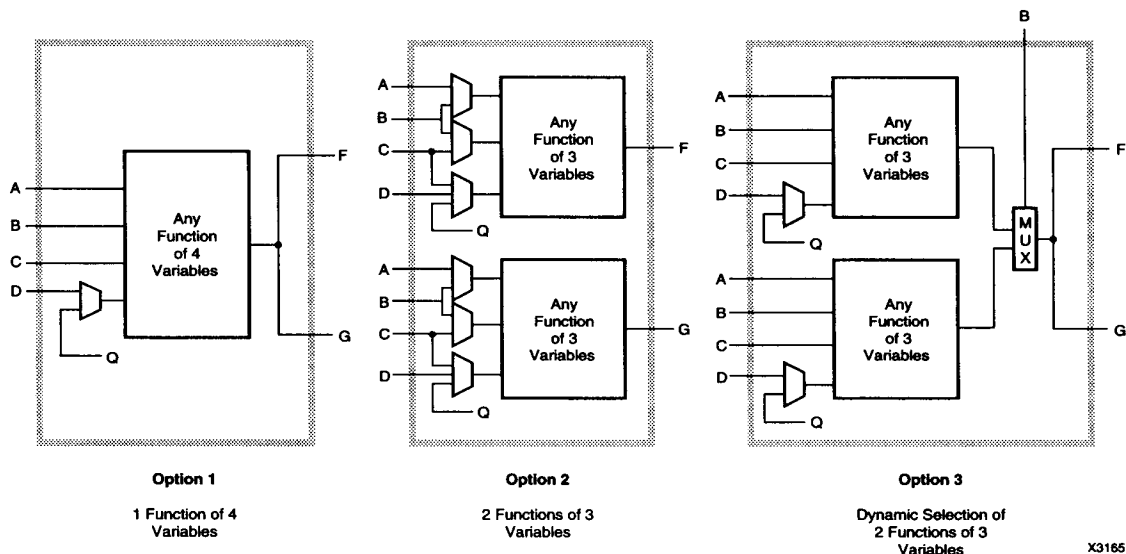 B
A
B
C
D
Q
Any
Function
of 4
Variables
F
G
A
B
C
D
Q
Any
Function
of 3
Variables
F
A
B
C
D
Q
Any
Function
of 3
Variables
G
A
B
C
D
Q
Any
Function
of 3
Variables
A
B
C
D
Q
Any
Function
of 3
Variables
M
U
X
F
G
Option 1
1 Function of 4
Variables
Option 2
2 Functions of 3
Variables
Option 3
Dynamic Selection of
2 Functions of 3
Variables
X3165